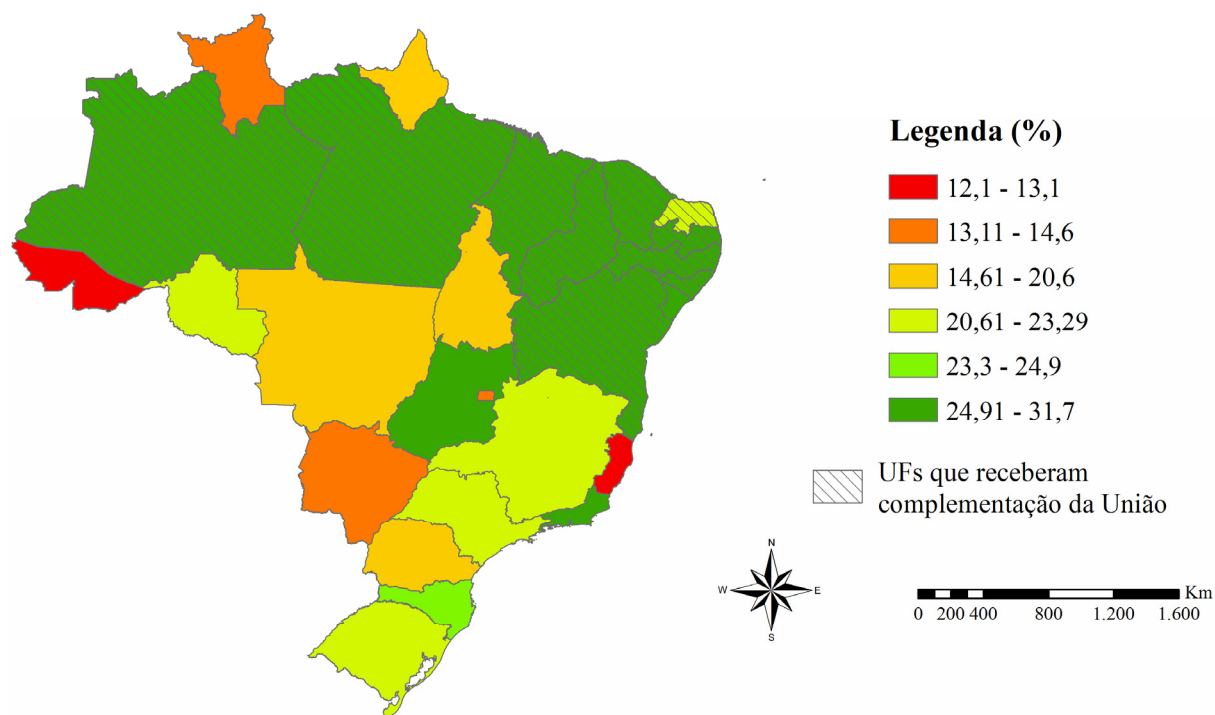 Legenda (%)
12,1 - 13,1
13,11 - 14,6
14,61 - 20,6
20,61 - 23,29
23,3 - 24,9
24,91 - 31,7
UFs que receberam
complementação da União
N
W E
S
Km
0 200 400 800 1.200 1.600